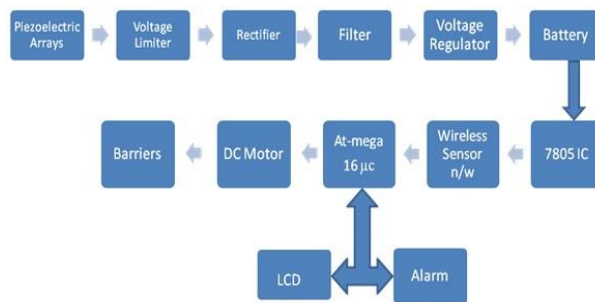 Piezoelectric
Arrays
Voltage
Limiter
Rectifier
Filter
Voltage
Regulator
Battery
Barriers
DC Motor
At-mega
16 µc
Wireless
Sensor
n/w
7805 IC
LCD
Alarm